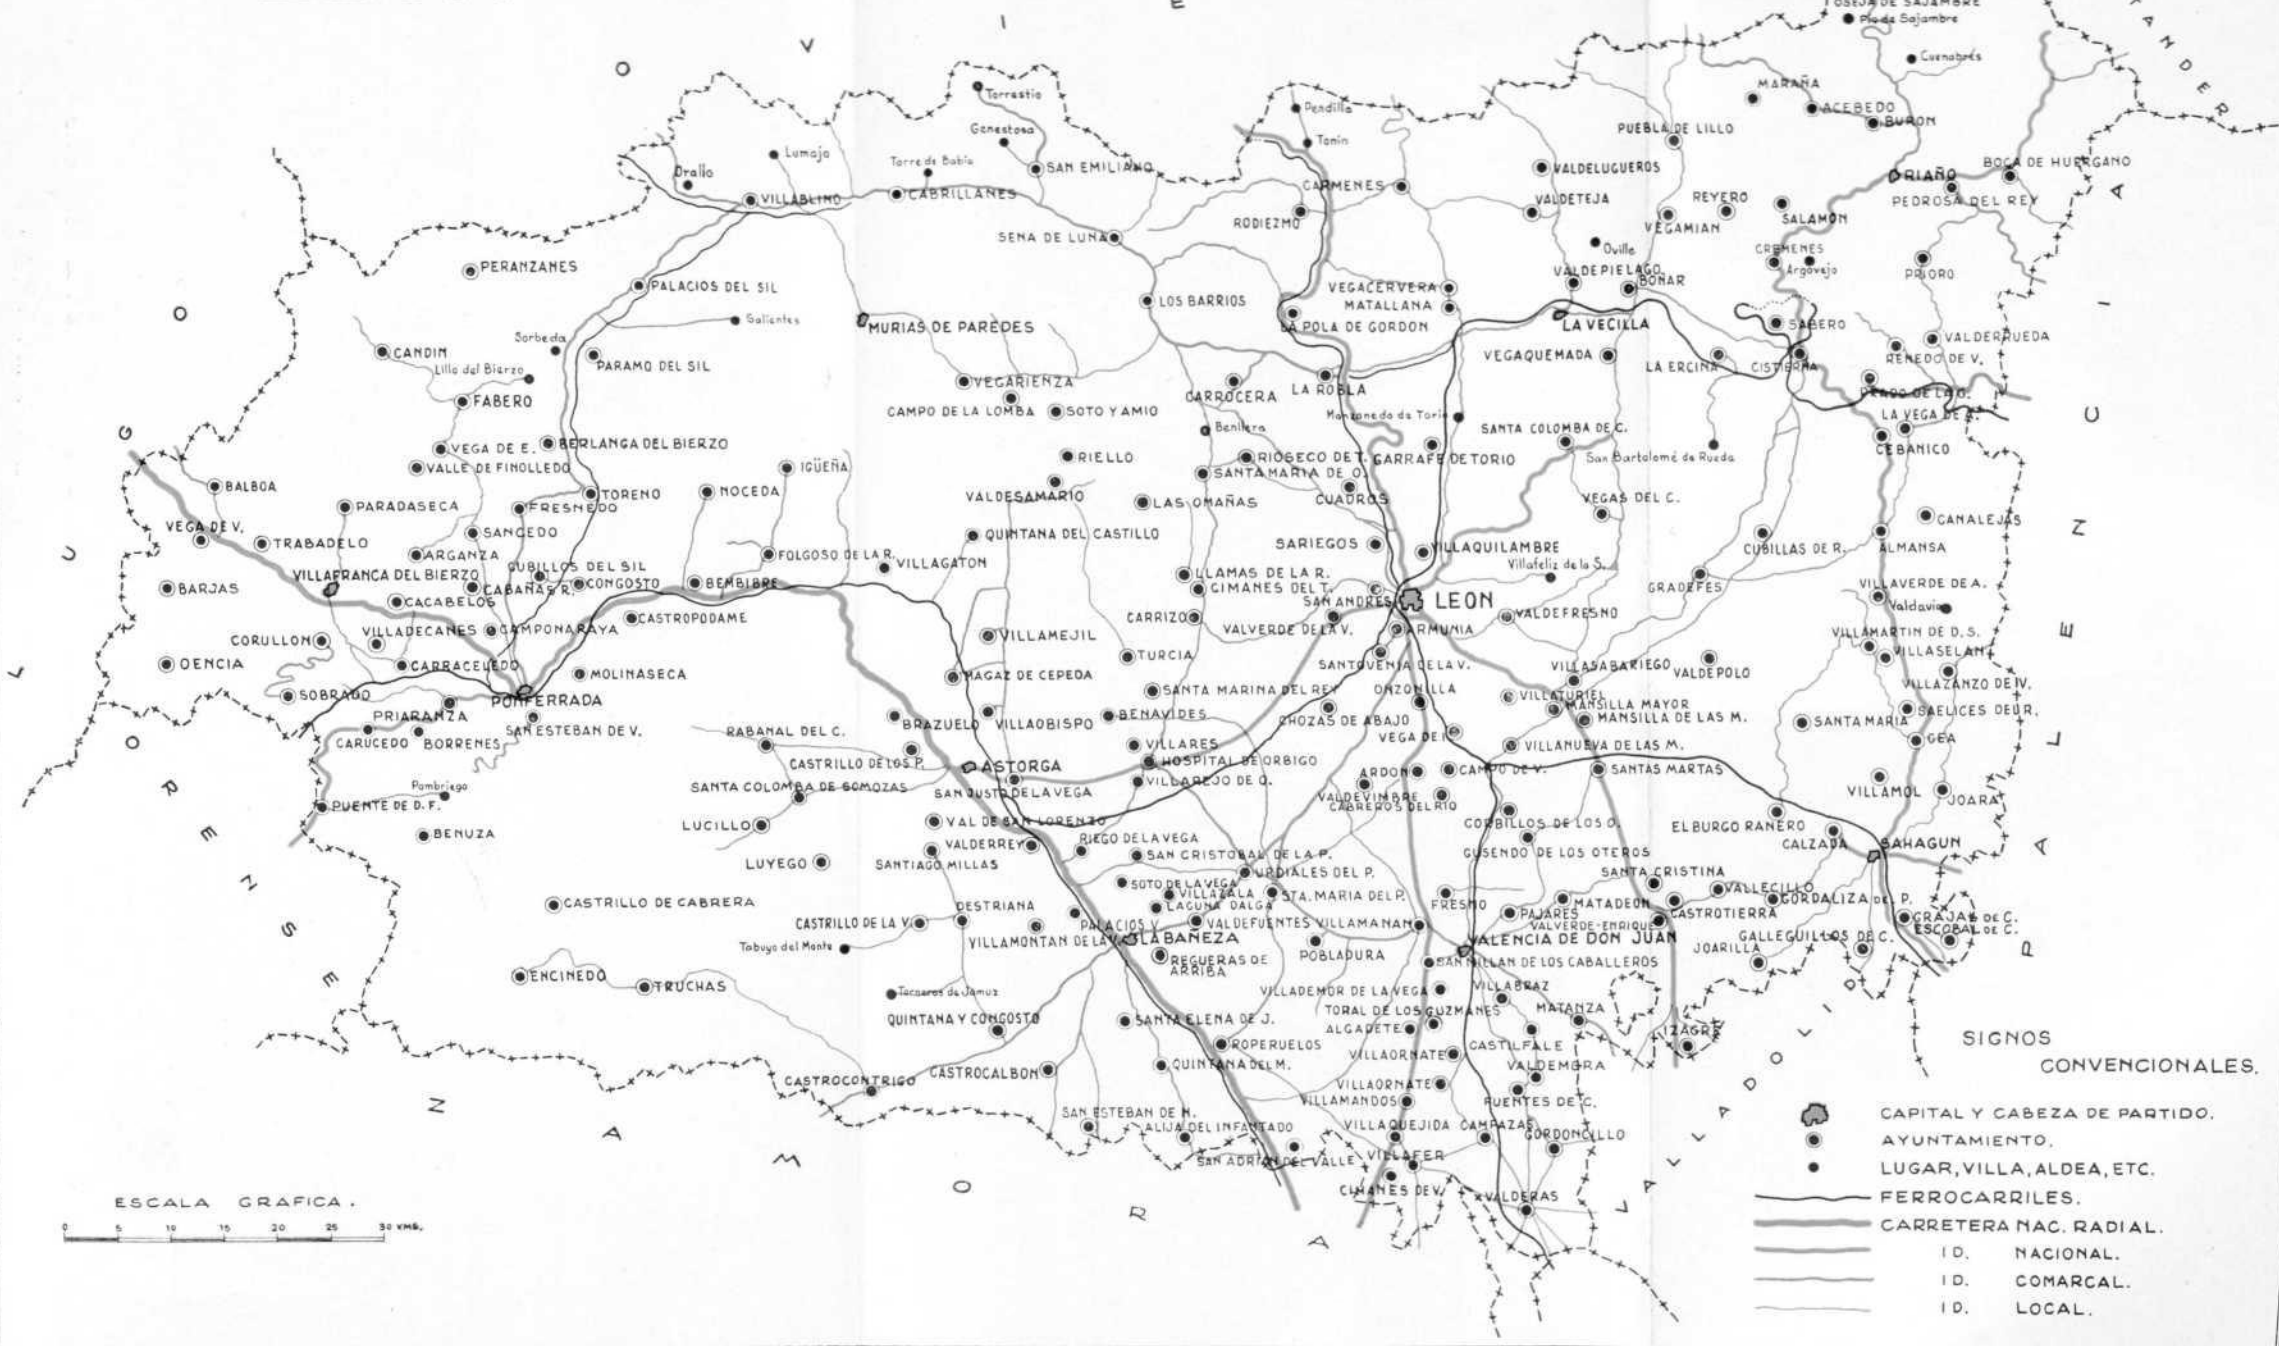 OVIE
ANDER
Pio de Sajambre
Cuenabres
Torrestio
MARAÑA
Pendilla
ACEBEDO
BURON
Genestosa
PUEBLA DE LILLO
Tonin
Lumajo
Torre de Babia
SAN EMILIANO
VALDELUGUEROS
BOCA DE HUERGANO
Orallo
RIAÑO
CARMENES
VILLABLINO
CABRILLANES
VALDETEJA
REYERO
PEDROSA DEL REY
SALAMON
RODIEZMO
VEGAMIAN
SENA DE LUNA
Oville
CREMENES
Argovejo
PERANZANES
VALDEPIELAGO
PRIORO
PALACIOS DEL SIL
VEGACERVERA
BOÑAR
LOS BARRIOS
MATALLANA
Salientes
MURIAS DE PAREDES
LA POLA DE GORDON
LA VECILLA
SABERO
Sorbeda
VALDERRUEDA
CANDIN
VEGAQUEMADA
RENEDO DE V.
PARAMO DEL SIL
LA ERCINA
CISTIERNA
Lillo del Bierzo
VEGARIENZA
LA ROBLA
PRADO DE LA G.
CARROCERA
FABERO
CAMPO DE LA LOMBA
SOTO Y AMIO
Manzaneda de Torio
LA VEGA DE A.
Benllera
SANTA COLOMBA DE C.
VEGA DE E.
BERLANGA DEL BIERZO
CEBANICO
RIELLO
RIOSECO DE T.
GARRAFE DE TORIO
San Bartolomé de Rueda
VALLE DE FINOLLEDO
IGÜEÑA
SANTA MARIA DE O.
BALBOA
TORENO
NOCEDA
VALDESAMARIO
CUADROS
VEGAS DEL C.
PARADASECA
FRESNEDO
LAS OMAÑAS
CANALEJAS
VEGA DE V.
SANCEDO
QUINTANA DEL CASTILLO
TRABADELO
SARIEGOS
VILLAQUILAMBRE
CUBILLAS DE R.
ALMANSA
ARGANZA
FOLGOSO DE LA R.
VILLAGATON
Villafeliz de la S.
VILLAFRANCA DEL BIERZO
CUBILLOS DEL SIL
LLAMAS DE LA R.
BARJAS
CABAÑAS R.
CONGOSTO
BEMBIBRE
CIMANES DEL T.
GRADEFES
VILLAVERDE DE A.
CACABELOS
SAN ANDRES
LEON
Valdavia
CASTROPODAME
CARRIZO
VALDEFRESNO
CORULLON
VILLADECANES
CAMPONARAYA
VILLAMEJIL
VALVERDE DE LA V.
ARMUNIA
VILLAMARTIN DE D. S.
OENCIA
CARRACELEDO
TURCIA
VILLASELAN
MOLINASECA
MAGAZ DE CEPEDA
SANTOVENIA DE LA V.
VILLASABARIEGO
VALDEPOLO
SOBRADO
PONFERRADA
SANTA MARINA DEL REY
ONZONILLA
VILLATURIEL
VILLAZANZO DE V.
PRIARANZA
BRAZUELO
VILLAOBISPO
BENAVIDES
CHOZAS DE ABAJO
MANSILLA MAYOR
SAELICES DEL R.
CARUCEDO
BORRENES
SAN ESTEBAN DE V.
RABANAL DEL C.
MANSILLA DE LAS M.
SANTA MARIA
VILLARES
VEGA DE I.
CEA
CASTRILLO DE LOS P.
ASTORGA
HOSPITAL DE ORBIGO
VILLANUEVA DE LAS M.
ARDON
CAMPO DE V.
SANTAS MARTAS
VILLAREJO DE O.
Pombriego
SANTA COLOMBA DE SOMOZAS
SAN JUSTO DE LA VEGA
VALDEVIMBRE
VILLAMOL
JOARA
PUENTE DE D. F.
CABREROS DEL RIO
BENUZA
LUCILLO
VAL DE SAN LORENZO
CORBILLOS DE LOS O.
EL BURGO RANERO
CALZADA
SAHAGUN
VALDERREY
RIEGO DE LA VEGA
LUYEGO
SANTIAGO MILLAS
SAN CRISTOBAL DE LA P.
GUSENDO DE LOS OTEROS
URDIALES DEL P.
SANTA CRISTINA
SOTO DE LA VEGA
VILLAZALA
STA. MARIA DEL P.
VALLECILLO
CASTRILLO DE CABRERA
LAGUNA DALGA
FRESNO
MATADEON
GORDALIZA DE P.
DESTRIANA
PAJARES
CASTROTIERRA
CASTRILLO DE LA V.
PALACIOS V.
VALDEFUENTES
VILLAMAÑAN
VALVERDE-ENRIQUE
GRAJAL DE C.
Tabuyo del Monte
VILLAMONTAN DE LA V.
LA BAÑEZA
VALENCIA DE DON JUAN
GALLEGUILLOS DE C.
ESCOBAL DE C.
JOARILLA
REGUERAS DE
ARRIBA
POBLADURA
ENCINEDO
TRUCHAS
SAN MILLAN DE LOS CABALLEROS
Tacneros de Jamuz
VILLADEMOR DE LA VEGA
VILLABRAZ
TORAL DE LOS GUZMANES
MATANZA
QUINTANA Y CONGOSTO
SANTA ELENA DE J.
ALGADEFE
IZAGRE
ROPERUELOS
VILLAORNATE
CASTILFALE
CASTROCALBON
QUINTANA DEL M.
VALDEMORA
CASTROCONTRIGO
VILLAORNATE
VILLAMANDOS
FUENTES DE C.
SAN ESTEBAN DE N.
ALIJA DEL INFANTADO
VILLAQUEJIDA
CAMPAZAS
GORDONCILLO
SAN ADRIAN DEL VALLE
VILLAFER
CIMANES DE V.
VALDERAS
LUGO
ORENSE
ZAMORA
VALLADOLID
PALENCIA
SIGNOS
CONVENCIONALES.
CAPITAL Y CABEZA DE PARTIDO.
AYUNTAMIENTO.
LUGAR, VILLA, ALDEA, ETC.
FERROCARRILES.
CARRETERA NAC. RADIAL.
ID. NACIONAL.
ID. COMARCAL.
ID. LOCAL.
ESCALA GRAFICA.
0 5 10 15 20 25 30 KMS.